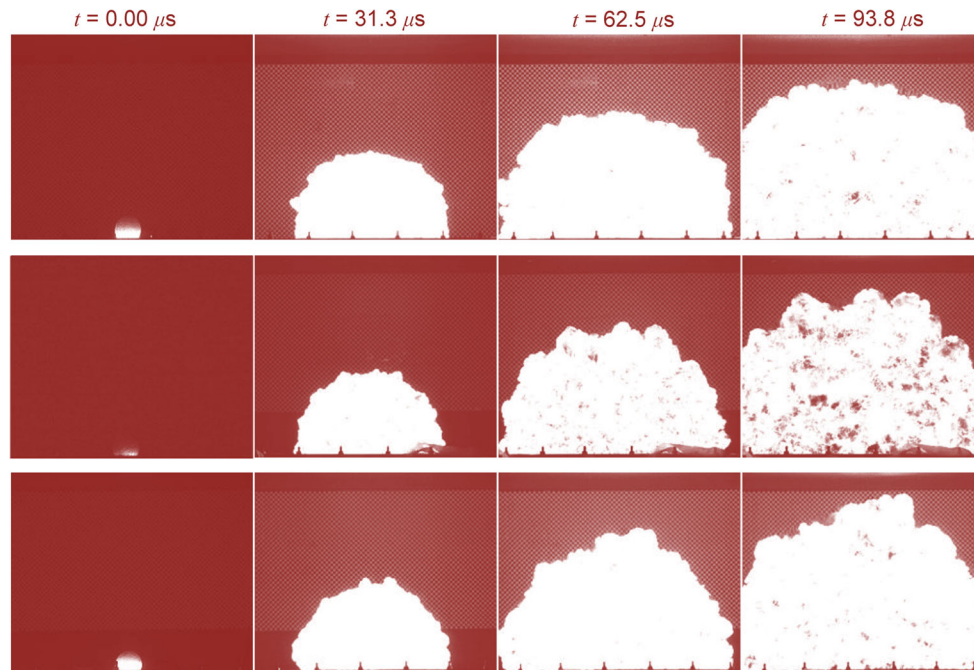 t = 0.00 μs t = 31.3 μs t = 62.5 μs t = 93.8 μs